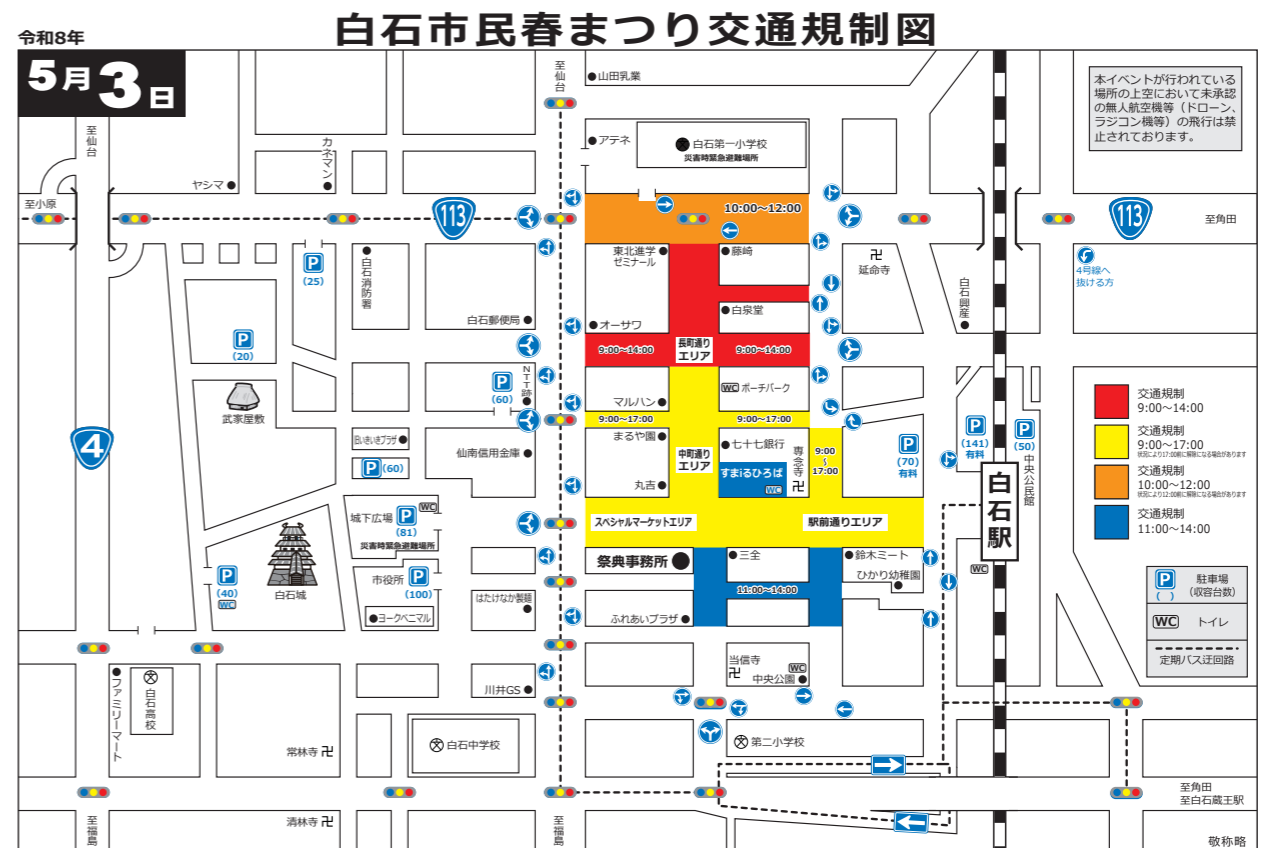 白石市民春まつり交通規制図
令和8年
5月3日
本イベントが行われている
場所の上空において未承認
の無人航空機等（ドローン、
ラジコン機等）の飛行は禁
止されております。
至仙台
至仙台
山田乳業
カネマン
アテネ
白石第一小学校
災害時緊急避難場所
ヤシマ
至小原
113
10:00～12:00
113
至角田
東北進学
ゼミナール
藤崎
卍
延命寺
4号線へ
抜ける方
P
(25)
白石消防署
白石興産
白石郵便局
オーサワ
白泉堂
P
(20)
9:00～14:00
長町通り
エリア
9:00～14:00
武家屋敷
P
(60)
NTT跡
マルハン
WC ポーチパーク
交通規制
9:00～14:00
9:00～17:00
9:00～17:00
交通規制
9:00～17:00
状況により17:00前に解除になる場合があります
4
まるや園
七十七銀行
専念寺卍
9:00
～
17:00
P
(70)
有料
P
(141)
有料
P
(50)
中央公民館
仙南信用金庫
中町通り
エリア
すまiるひろば
WC
P(60)
丸吉
交通規制
10:00～12:00
状況により12:00前に解除になる場合があります
交通規制
11:00～14:00
白石駅
WC
城下広場
P
(81)
WC
災害時緊急避難場所
スペシャルマーケットエリア
駅前通りエリア
白石城
P
(40)
WC
市役所
P
(100)
ヨークベニマル
祭典事務所
三全
鈴木ミート
ひかり幼稚園
11:00～14:00
はたけなか製麺
ふれあいプラザ
P
( )
駐車場
(収容台数)
WC トイレ
定期バス迂回路
ファミリーマート
文
白石高校
川井GS
当信寺
卍
WC
中央公園
常林寺卍
文 白石中学校
文 第二小学校
至角田
至白石蔵王駅
至福島
清林寺卍
至福島
敬称略